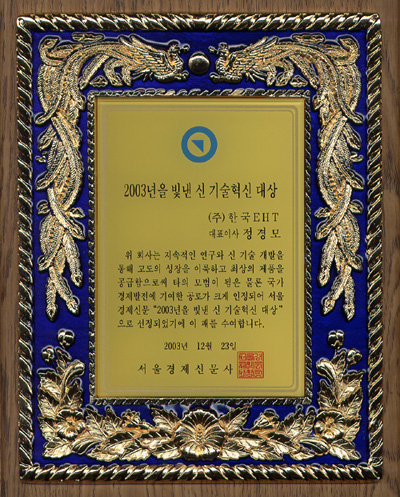 2003년을 빛낸 신 기술혁신 대상
(주) 한국EHT
대표이사 정경모
위 회사는 지속적인 연구와 신 기술 개발을
통해 고도의 성장을 이룩하고 최상의 제품을
공급함으로써 타의 모범이 됨은 물론 국가
경제발전에 기여한 공로가 크게 인정되어 서울
경제신문 "2003년을 빛낸 신 기술혁신 대상"
으로 선정되었기에 이 패를 수여합니다.
2003년 12월 23일
서울경제신문사